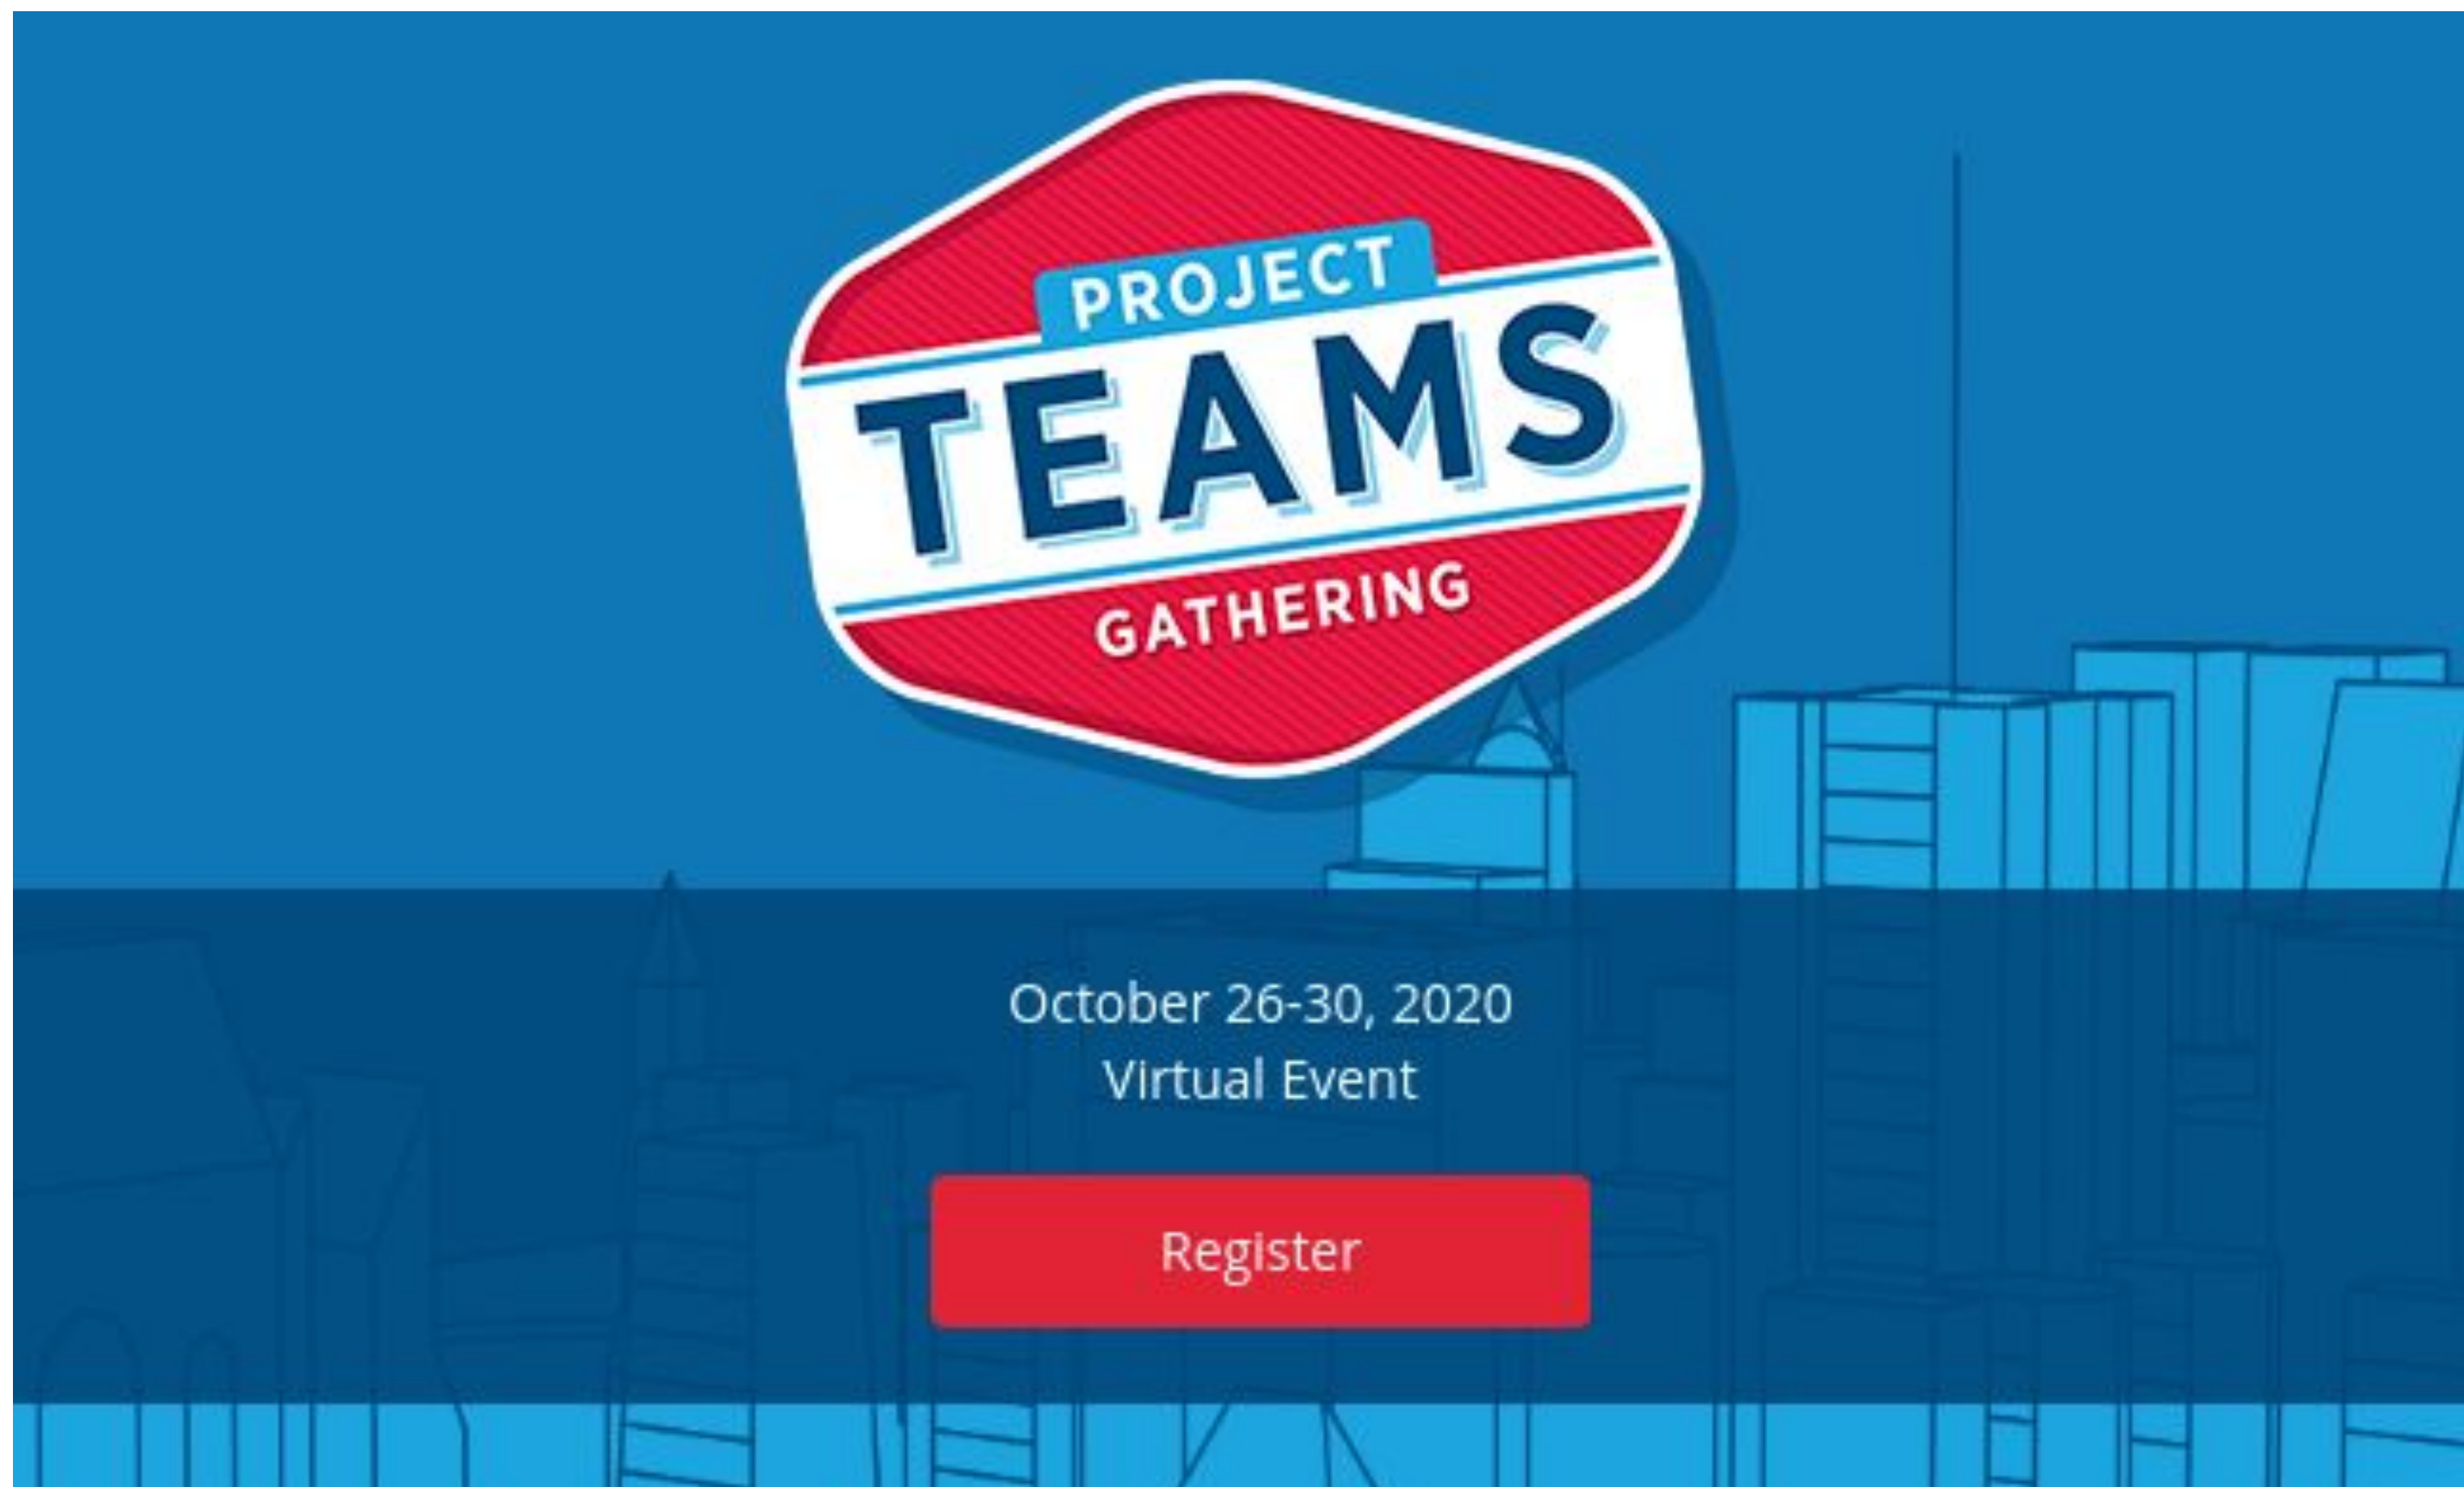 PROJECT
TEAMS
GATHERING
October 26-30, 2020
Virtual Event
Register